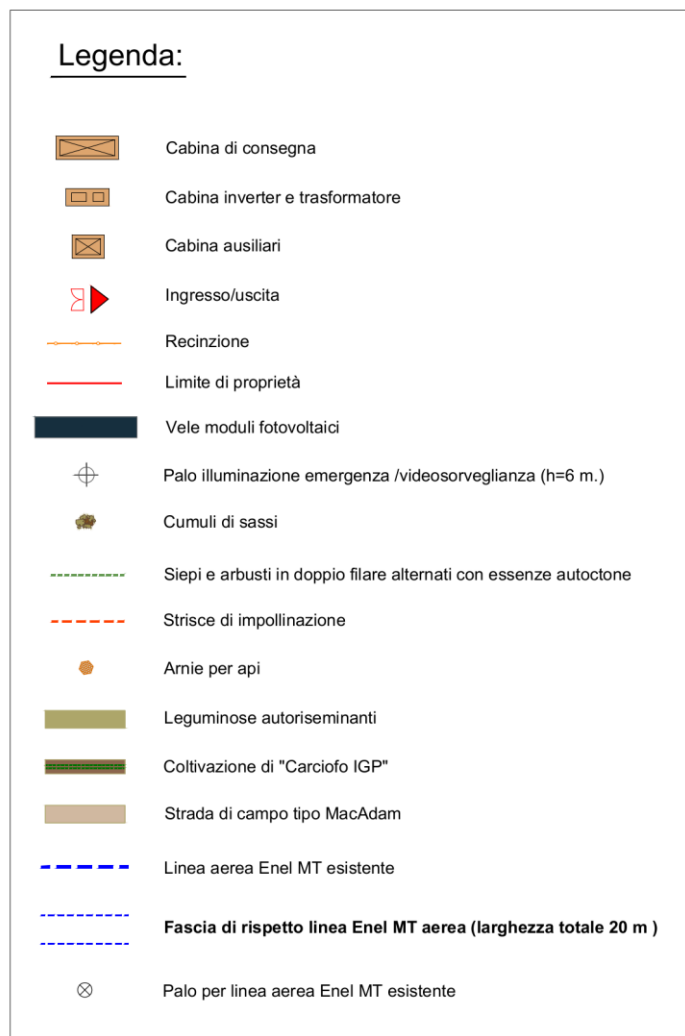 Legenda:
Cabina di consegna
Cabina inverter e trasformatore
Cabina ausiliari
Ingresso/uscita
Recinzione
Limite di proprietà
Vele moduli fotovoltaici
Palo illuminazione emergenza /videosorveglianza (h=6 m.)
Cumuli di sassi
Siepi e arbusti in doppio filare alternati con essenze autoctone
Strisce di impollinazione
Arnie per api
Leguminose autoriseminanti
Coltivazione di "Carciofo IGP"
Strada di campo tipo MacAdam
Linea aerea Enel MT esistente
Fascia di rispetto linea Enel MT aerea (larghezza totale 20 m )
Palo per linea aerea Enel MT esistente